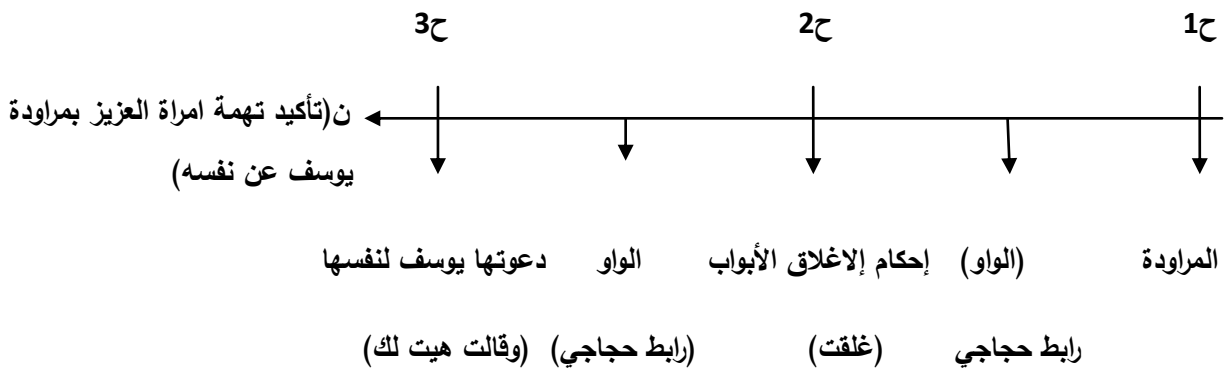 ح1 ح2 ح3
ن(تأكيد تهمة امراة العزيز بمراودة
يوسف عن نفسه)
المراودة (الواو) إحكام إلاغلاق الأبواب الواو دعوتها يوسف لنفسها
رابط حجاجي (غلقت) (رابط حجاجي) (وقالت هيت لك)